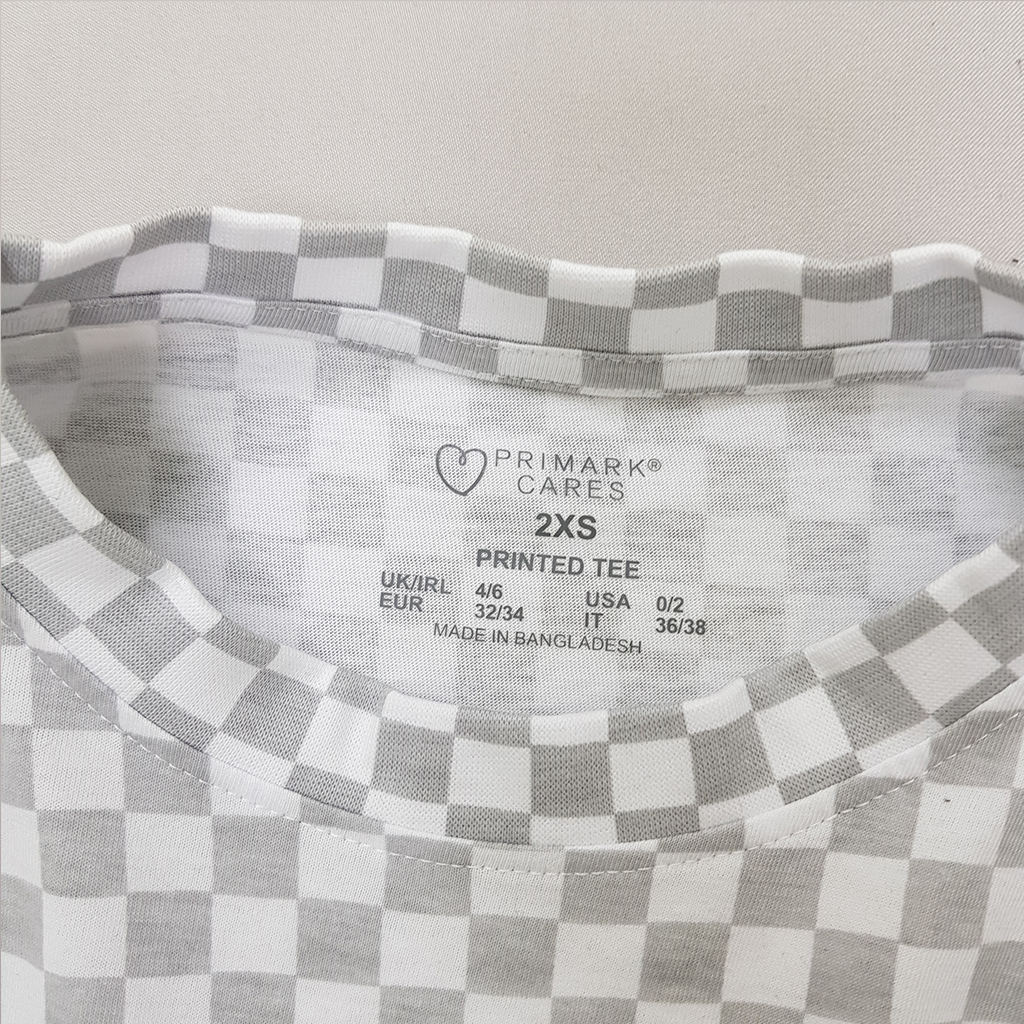 PRIMARK®
CARES
2XS
PRINTED TEE
UK/IRL 4/6 USA 0/2
EUR 32/34 IT 36/38
MADE IN BANGLADESH